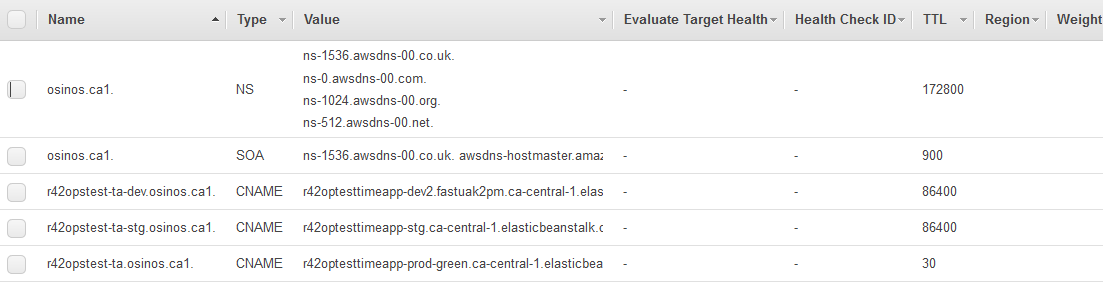 Name Type Value Evaluate Target Health Health Check ID TTL Region Weight
ns-1536.awsdns-00.co.uk.
ns-0.awsdns-00.com.
osinos.ca1. NS - - 172800
ns-1024.awsdns-00.org.
ns-512.awsdns-00.net.
osinos.ca1. SOA ns-1536.awsdns-00.co.uk. awsdns-hostmaster.amaz - - 900
r42opstest-ta-dev.osinos.ca1. CNAME r42optesttimeapp-dev2.fastuak2pm.ca-central-1.elas - - 86400
r42opstest-ta-stg.osinos.ca1. CNAME r42optesttimeapp-stg.ca-central-1.elasticbeanstalk.c - - 86400
r42opstest-ta.osinos.ca1. CNAME r42optesttimeapp-prod-green.ca-central-1.elasticbea - - 30